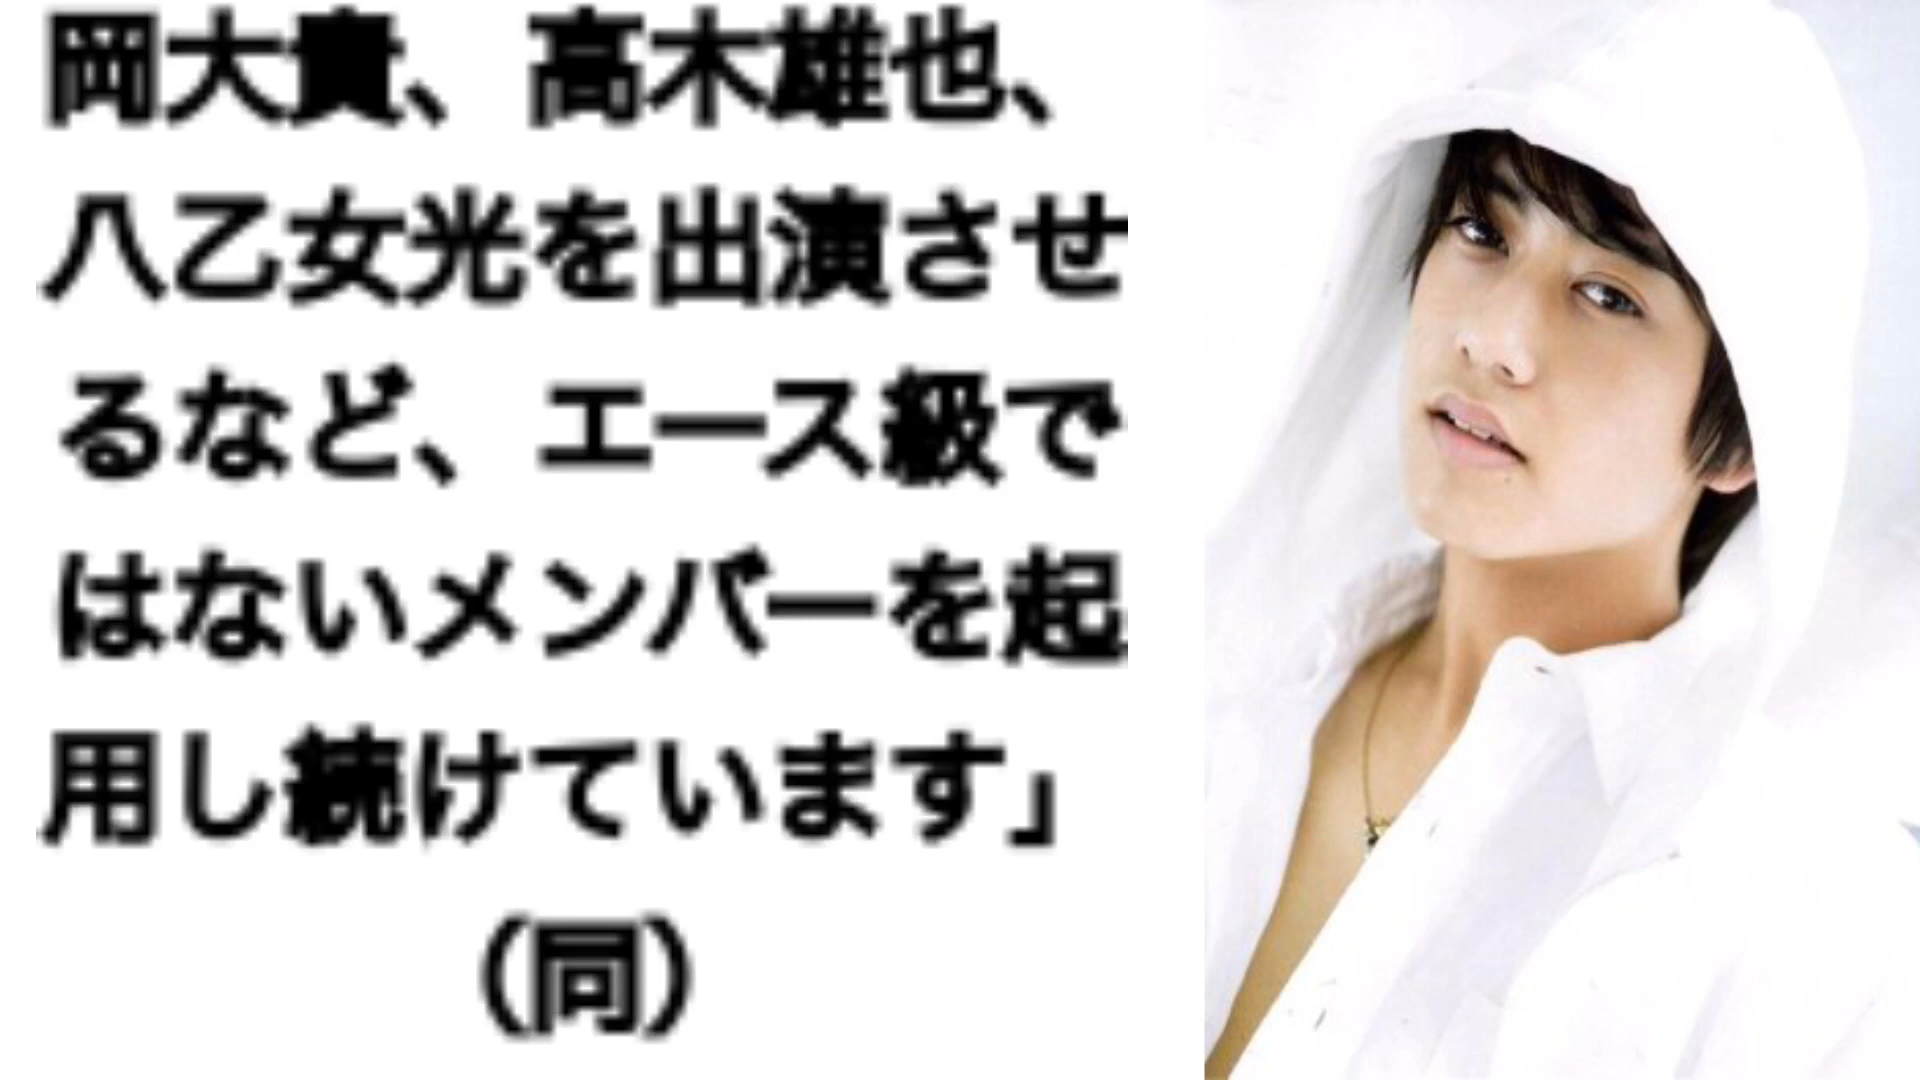 岡大貴、高木雄也、
八乙女光を出演させ
るなど、エース級で
はないメンバーを起
用し続けています」
（同）